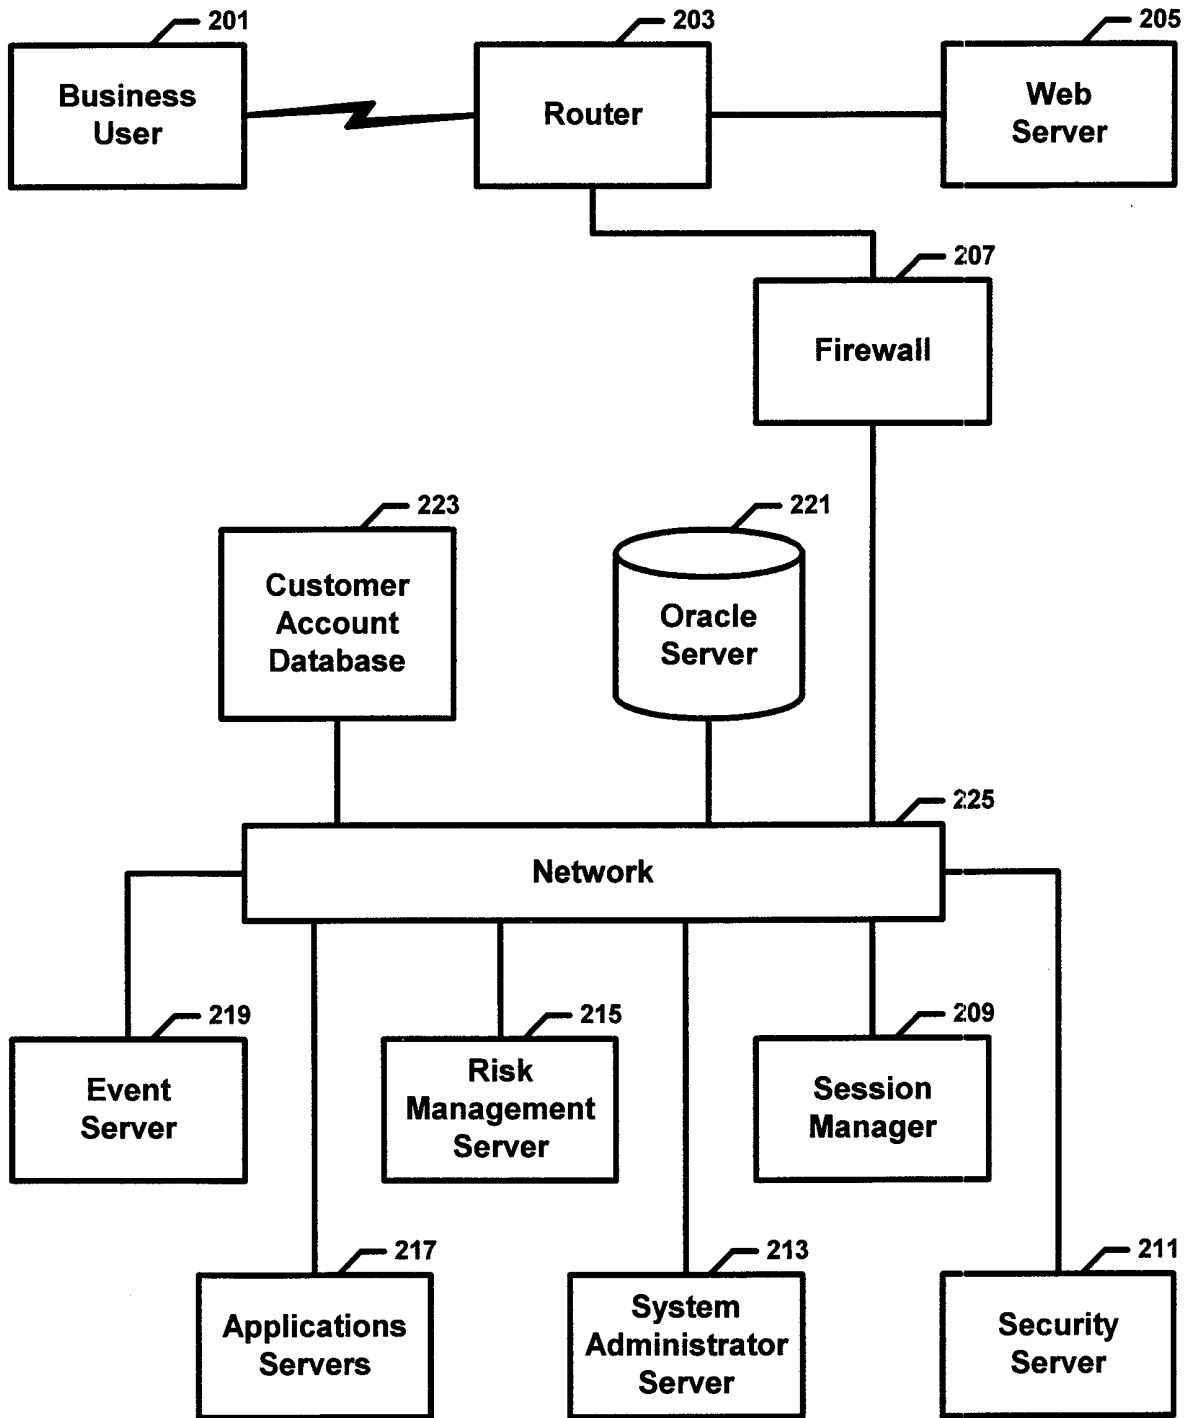 201
203
205
Business
User
Router
Web
Server
207
Firewall
223
221
Customer
Account
Database
Oracle
Server
225
Network
219
215
209
Event
Server
Risk
Management
Server
Session
Manager
217
213
211
Applications
Servers
System
Administrator
Server
Security
Server